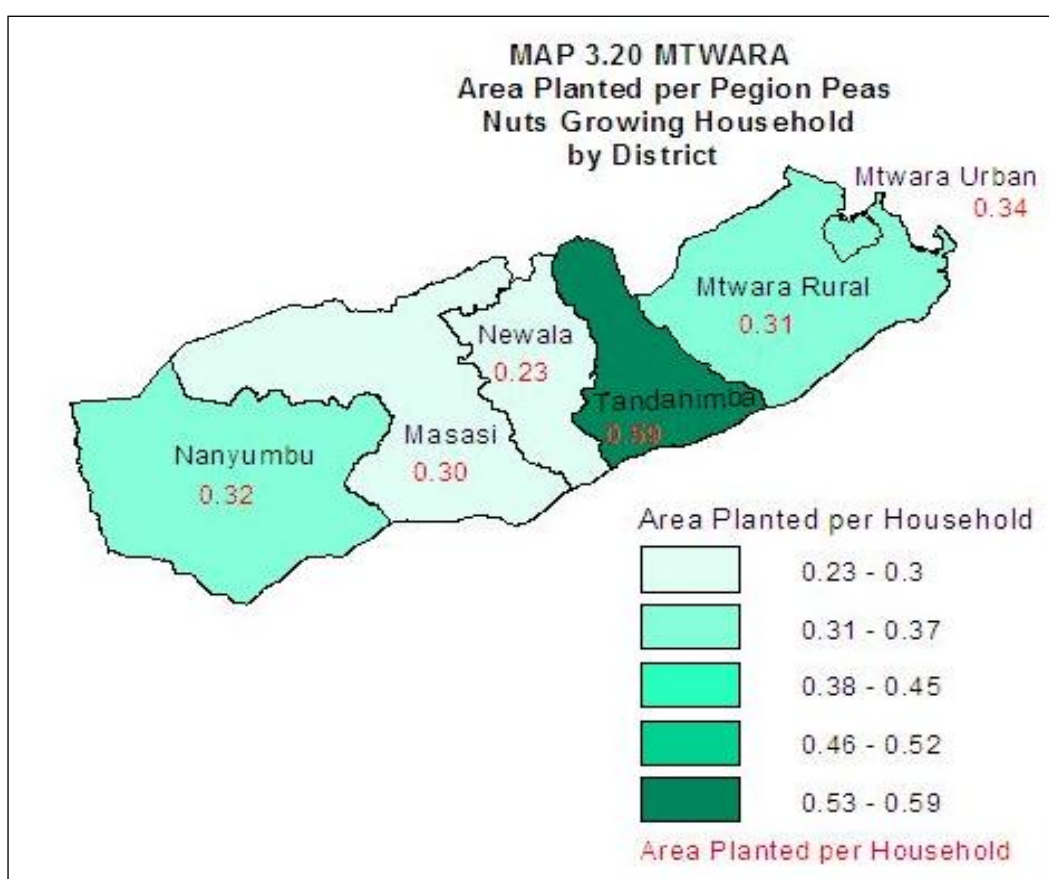 MAP 3.20 MTWARA
Area Planted per Pegion Peas
Nuts Growing Household
by District
Mtwara Urban
0.34
Mtwara Rural
0.31
Newala
0.23
Tandahimba
0.59
Masasi
0.30
Nanyumbu
0.32
Area Planted per Household
0.23 - 0.3
0.31 - 0.37
0.38 - 0.45
0.46 - 0.52
0.53 - 0.59
Area Planted per Household